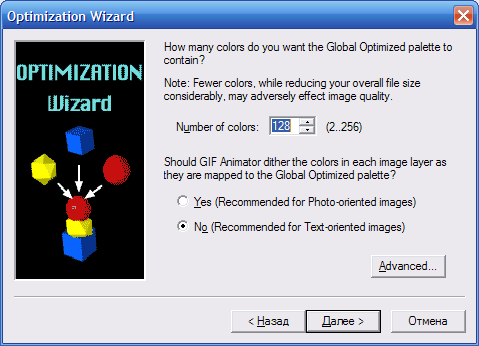 Optimization Wizard
OPTIMIZATION
Wizard
How many colors do you want the Global Optimized palette to
contain?
Note: Fewer colors, while reducing your overall file size
considerably, may adversely effect image quality.
Number of colors: 128 (2..256)
Should GIF Animator dither the colors in each image layer as
they are mapped to the Global Optimized palette?
Yes (Recommended for Photo-oriented images)
No (Recommended for Text-oriented images)
Advanced...
< Назад Далее > Отмена